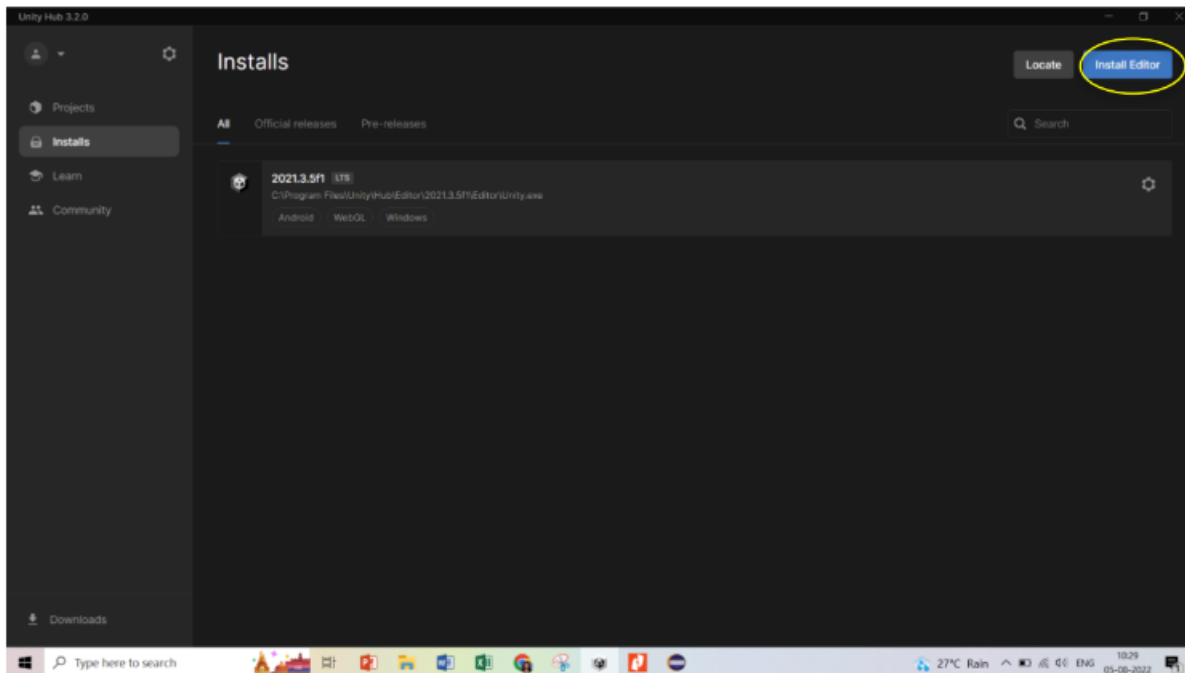 Unity Hub 3.2.0
Installs
Locate
Install Editor
Projects
Installs
Learn
Community
All Official releases Pre-releases
Search
2021.3.5f1 LTS
C:\Program Files\Unity\Hub\Editor\2021.3.5f1\Editor\Unity.exe
Android WebGL Windows
Downloads
Type here to search
27°C Rain
ENG
10:29
05-08-2022